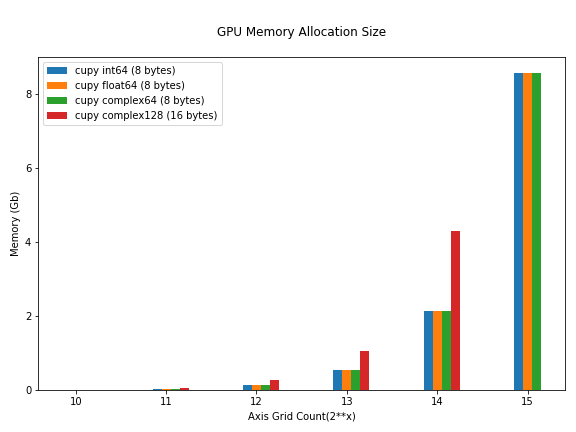 GPU Memory Allocation Size
cupy int64 (8 bytes)
cupy float64 (8 bytes)
cupy complex64 (8 bytes)
cupy complex128 (16 bytes)
Memory (Gb)
8
6
4
2
0
10 11 12 13 14 15
Axis Grid Count(2**x)